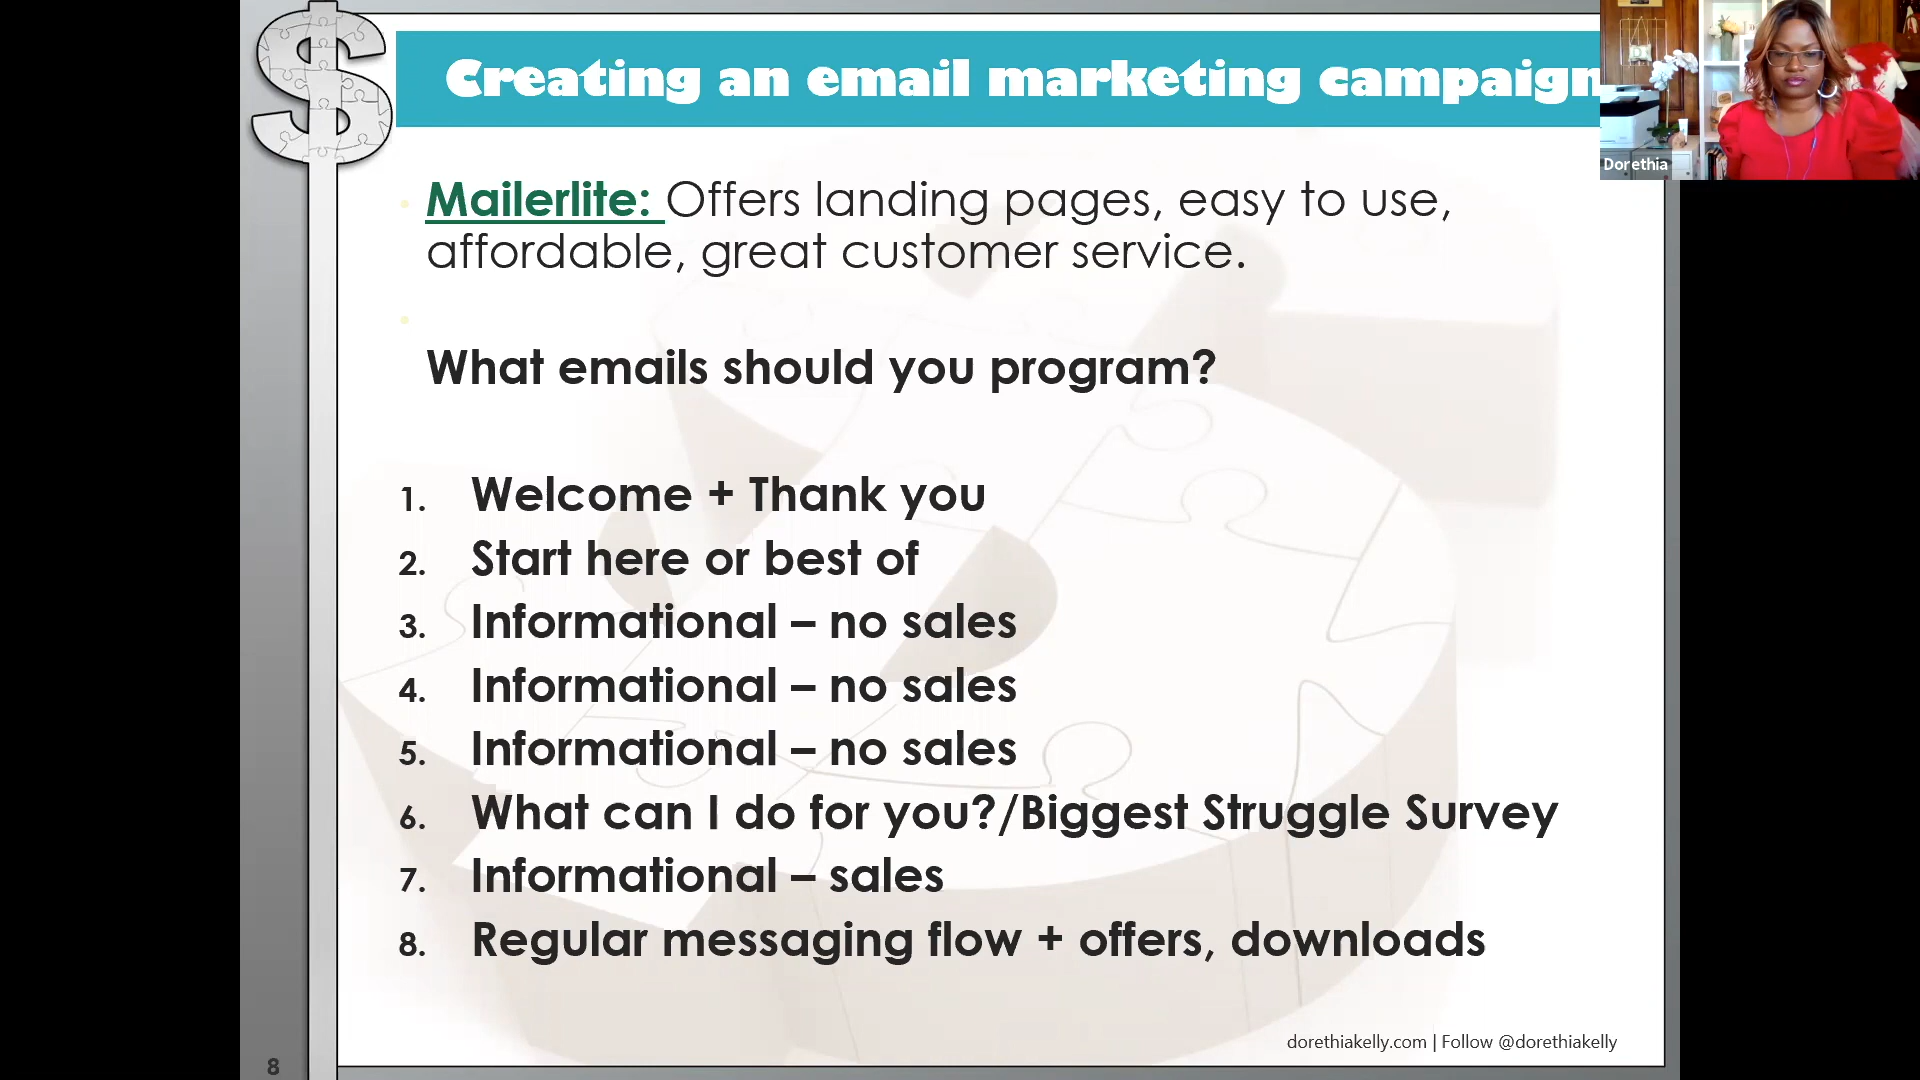 Creating an email marketing campaign
Dorethia
Mailerlite: Offers landing pages, easy to use,
affordable, great customer service.
What emails should you program?
1. Welcome + Thank you
2. Start here or best of
3. Informational – no sales
4. Informational – no sales
5. Informational – no sales
6. What can I do for you?/Biggest Struggle Survey
7. Informational – sales
8. Regular messaging flow + offers, downloads
dorethiakelly.com | Follow @dorethiakelly
8